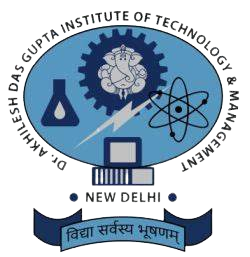 Dr. AKHILESH DAS GUPTA INSTITUTE OF TECHNOLOGY & MANAGEMENT
NEW DELHI
विद्या सर्वस्य भूषणम्